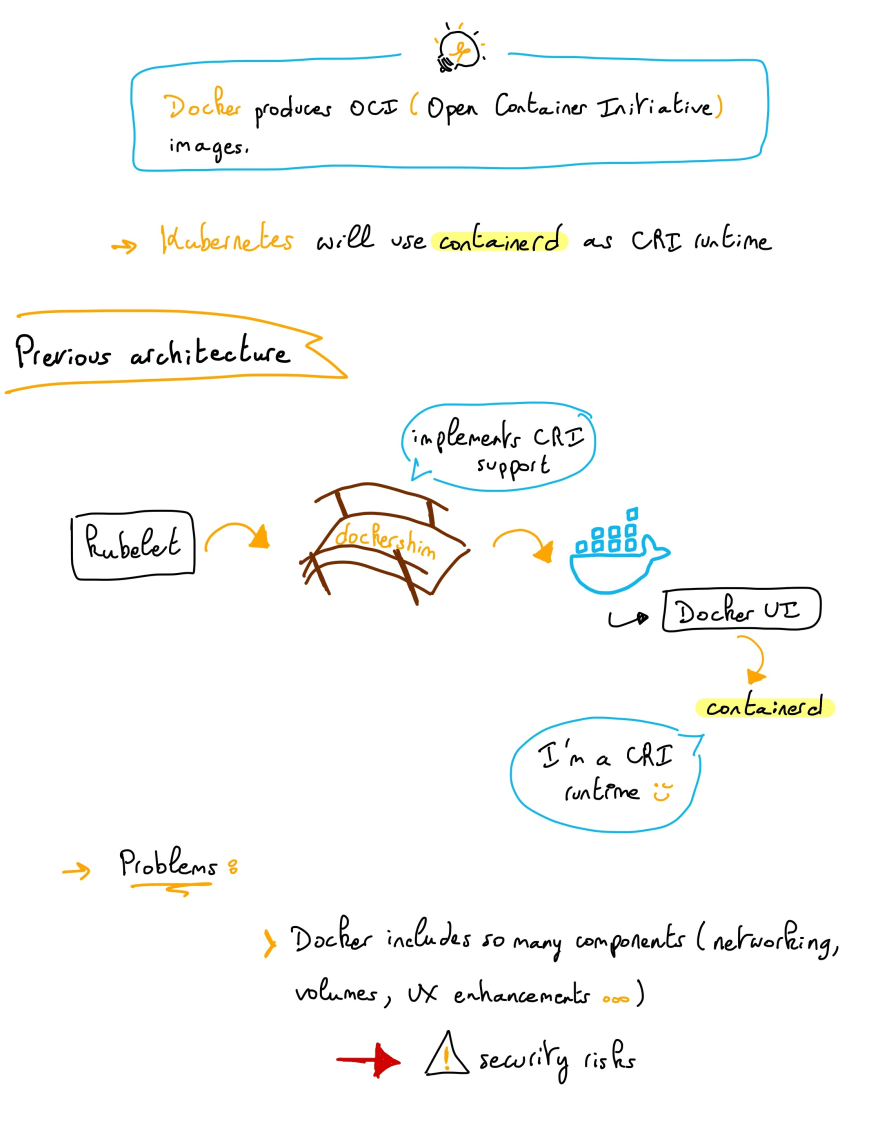 Docker produces OCI (Open Container Initiative)
images.
→ Kubernetes will use containerd as CRI runtime
Previous architecture
implements CRI
support
kubelet
dockershim
Docker UI
containerd
I'm a CRI
runtime
→ Problems:
> Docker includes so many components (networking,
volumes, UX enhancements ...)
→ ! security risks